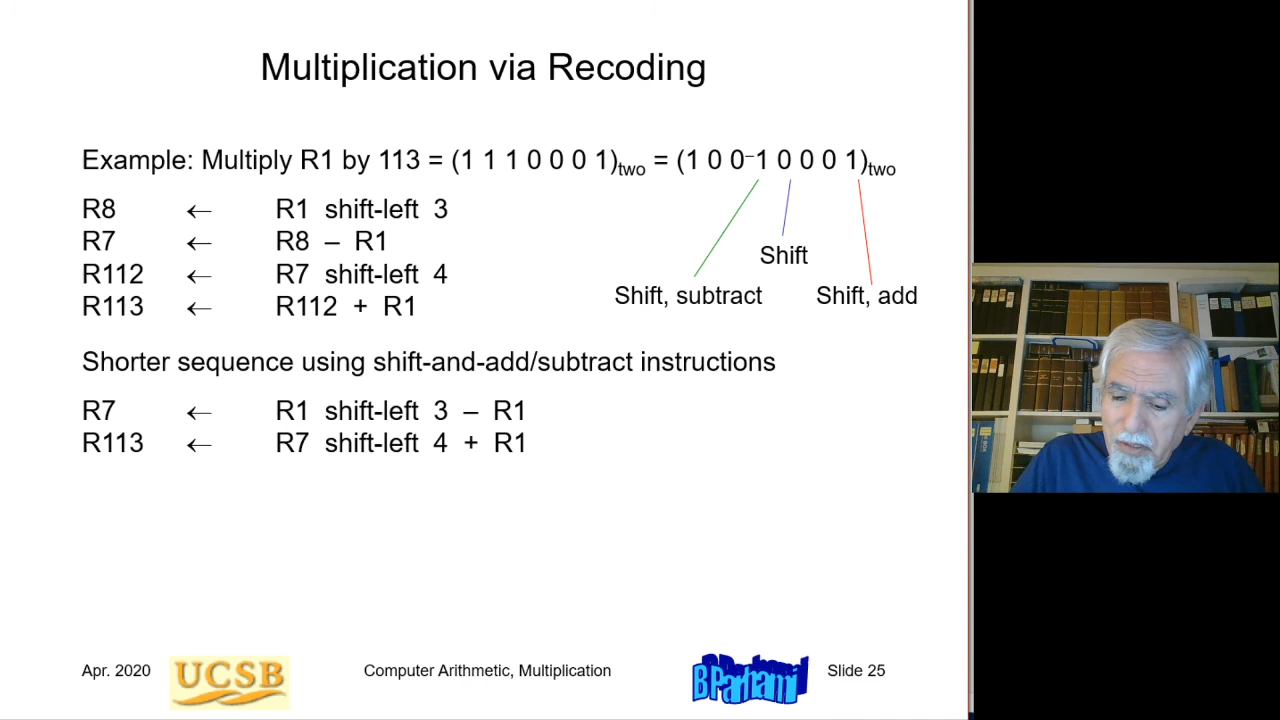 Multiplication via Recoding
Example: Multiply R1 by 113 = (1 1 1 0 0 0 1)two = (1 0 0 –1 0 0 0 1)two
R8 ← R1 shift-left 3
R7 ← R8 – R1
R112 ← R7 shift-left 4
R113 ← R112 + R1
Shift
Shift, subtract Shift, add
Shorter sequence using shift-and-add/subtract instructions
R7 ← R1 shift-left 3 – R1
R113 ← R7 shift-left 4 + R1
Apr. 2020 UCSB Computer Arithmetic, Multiplication B Parhami Slide 25